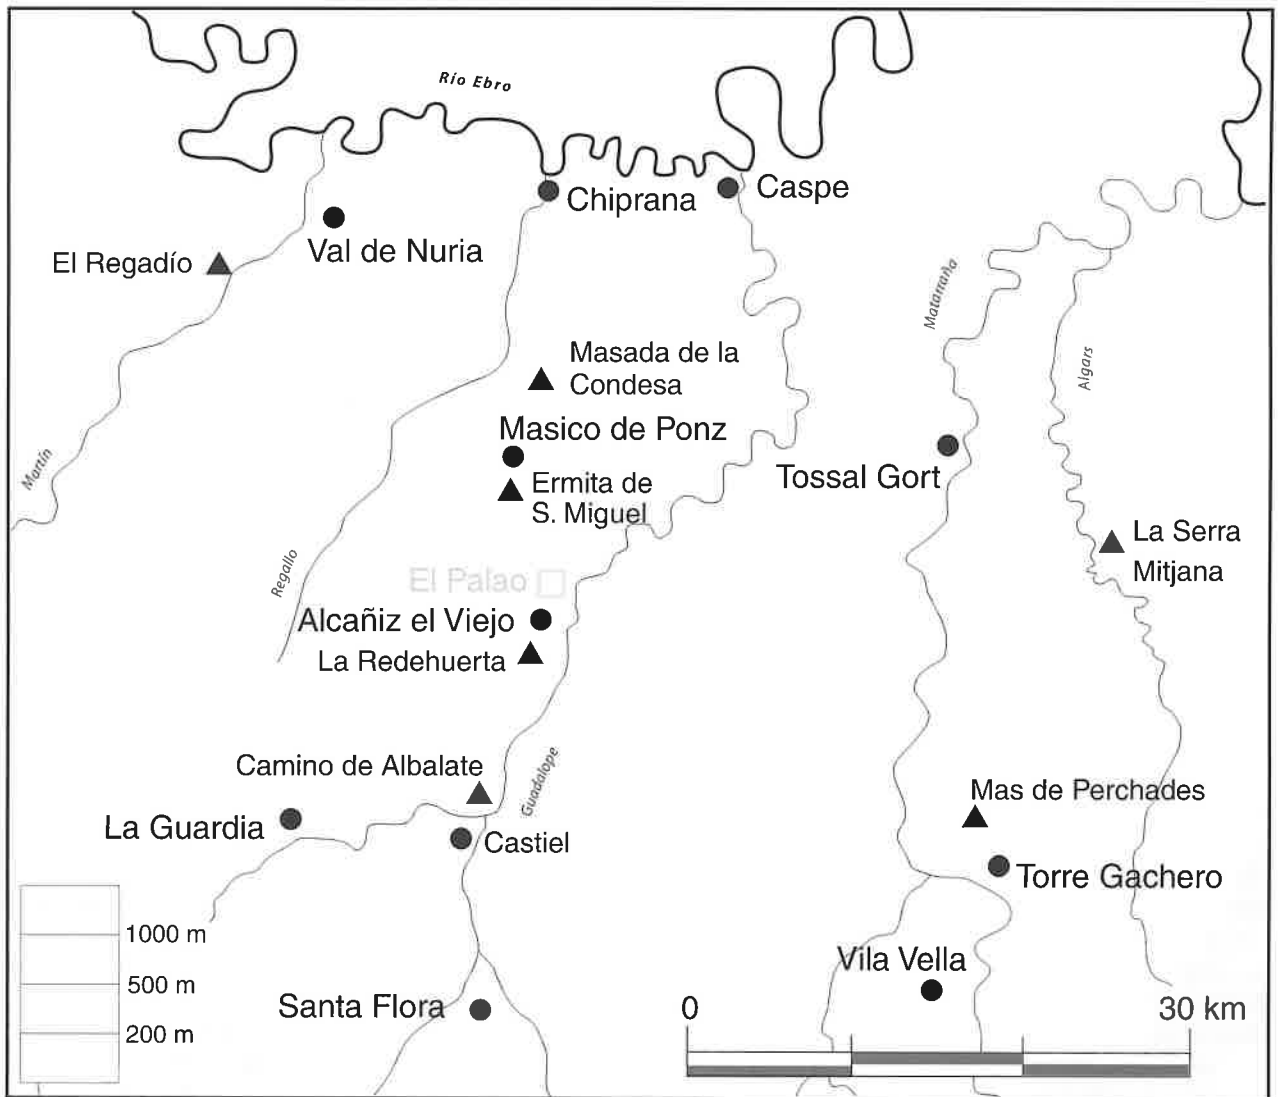 Río Ebro
Chiprana
Caspe
Val de Nuria
El Regadío
Matarraña
Masada de la
Condesa
Algars
Masico de Ponz
Martín
Tossal Gort
Ermita de
S. Miguel
La Serra
Mitjana
Regallo
El Palao
Alcañiz el Viejo
La Redehuerta
Camino de Albalate
Guadalope
Mas de Perchades
La Guardia
Castiel
Torre Gachero
1000 m
500 m
200 m
Vila Vella
Santa Flora
0
30 km